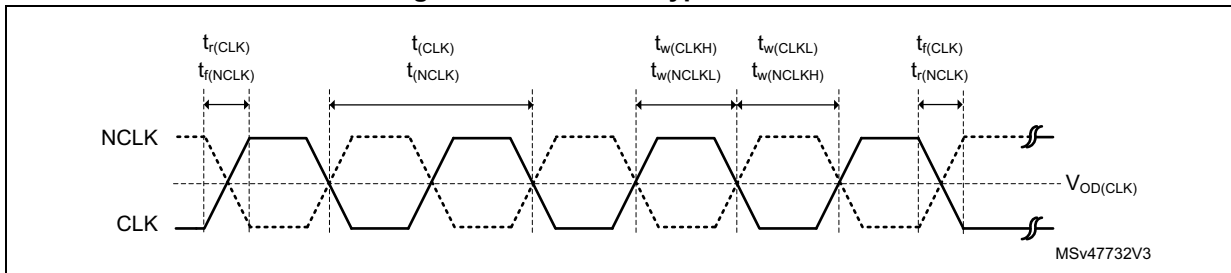 t_r(CLK) t_(CLK) t_w(CLKH) t_w(CLKL) t_f(CLK)
t_f(NCLK) t_(NCLK) t_w(NCLKL) t_w(NCLKH) t_r(NCLK)
NCLK
V_OD(CLK)
CLK
MSv47732V3